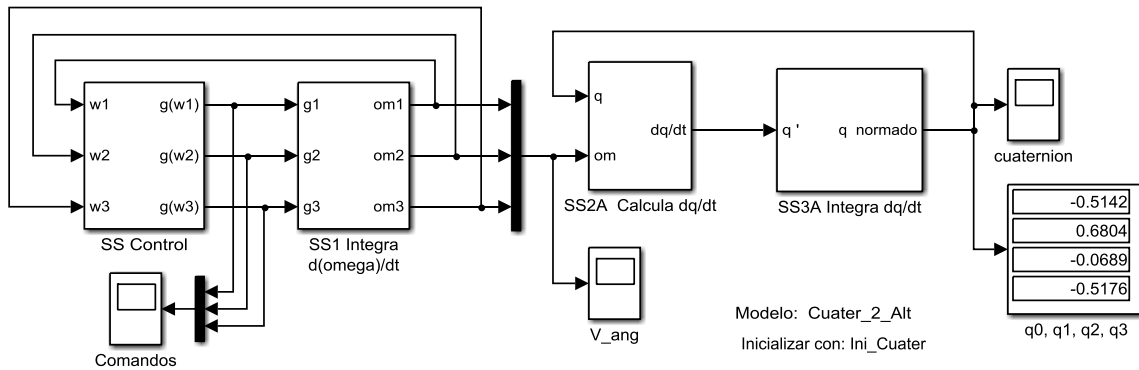 w1
w2
w3
g(w1)
g(w2)
g(w3)
SS Control
g1
g2
g3
om1
om2
om3
SS1 Integra
d(omega)/dt
Comandos
q
om
dq/dt
SS2A  Calcula dq/dt
V_ang
q '
q  normado
SS3A Integra dq/dt
cuaternion
-0.5142
0.6804
-0.0689
-0.5176
q0, q1, q2, q3
Modelo:  Cuater_2_Alt
Inicializar con: Ini_Cuater